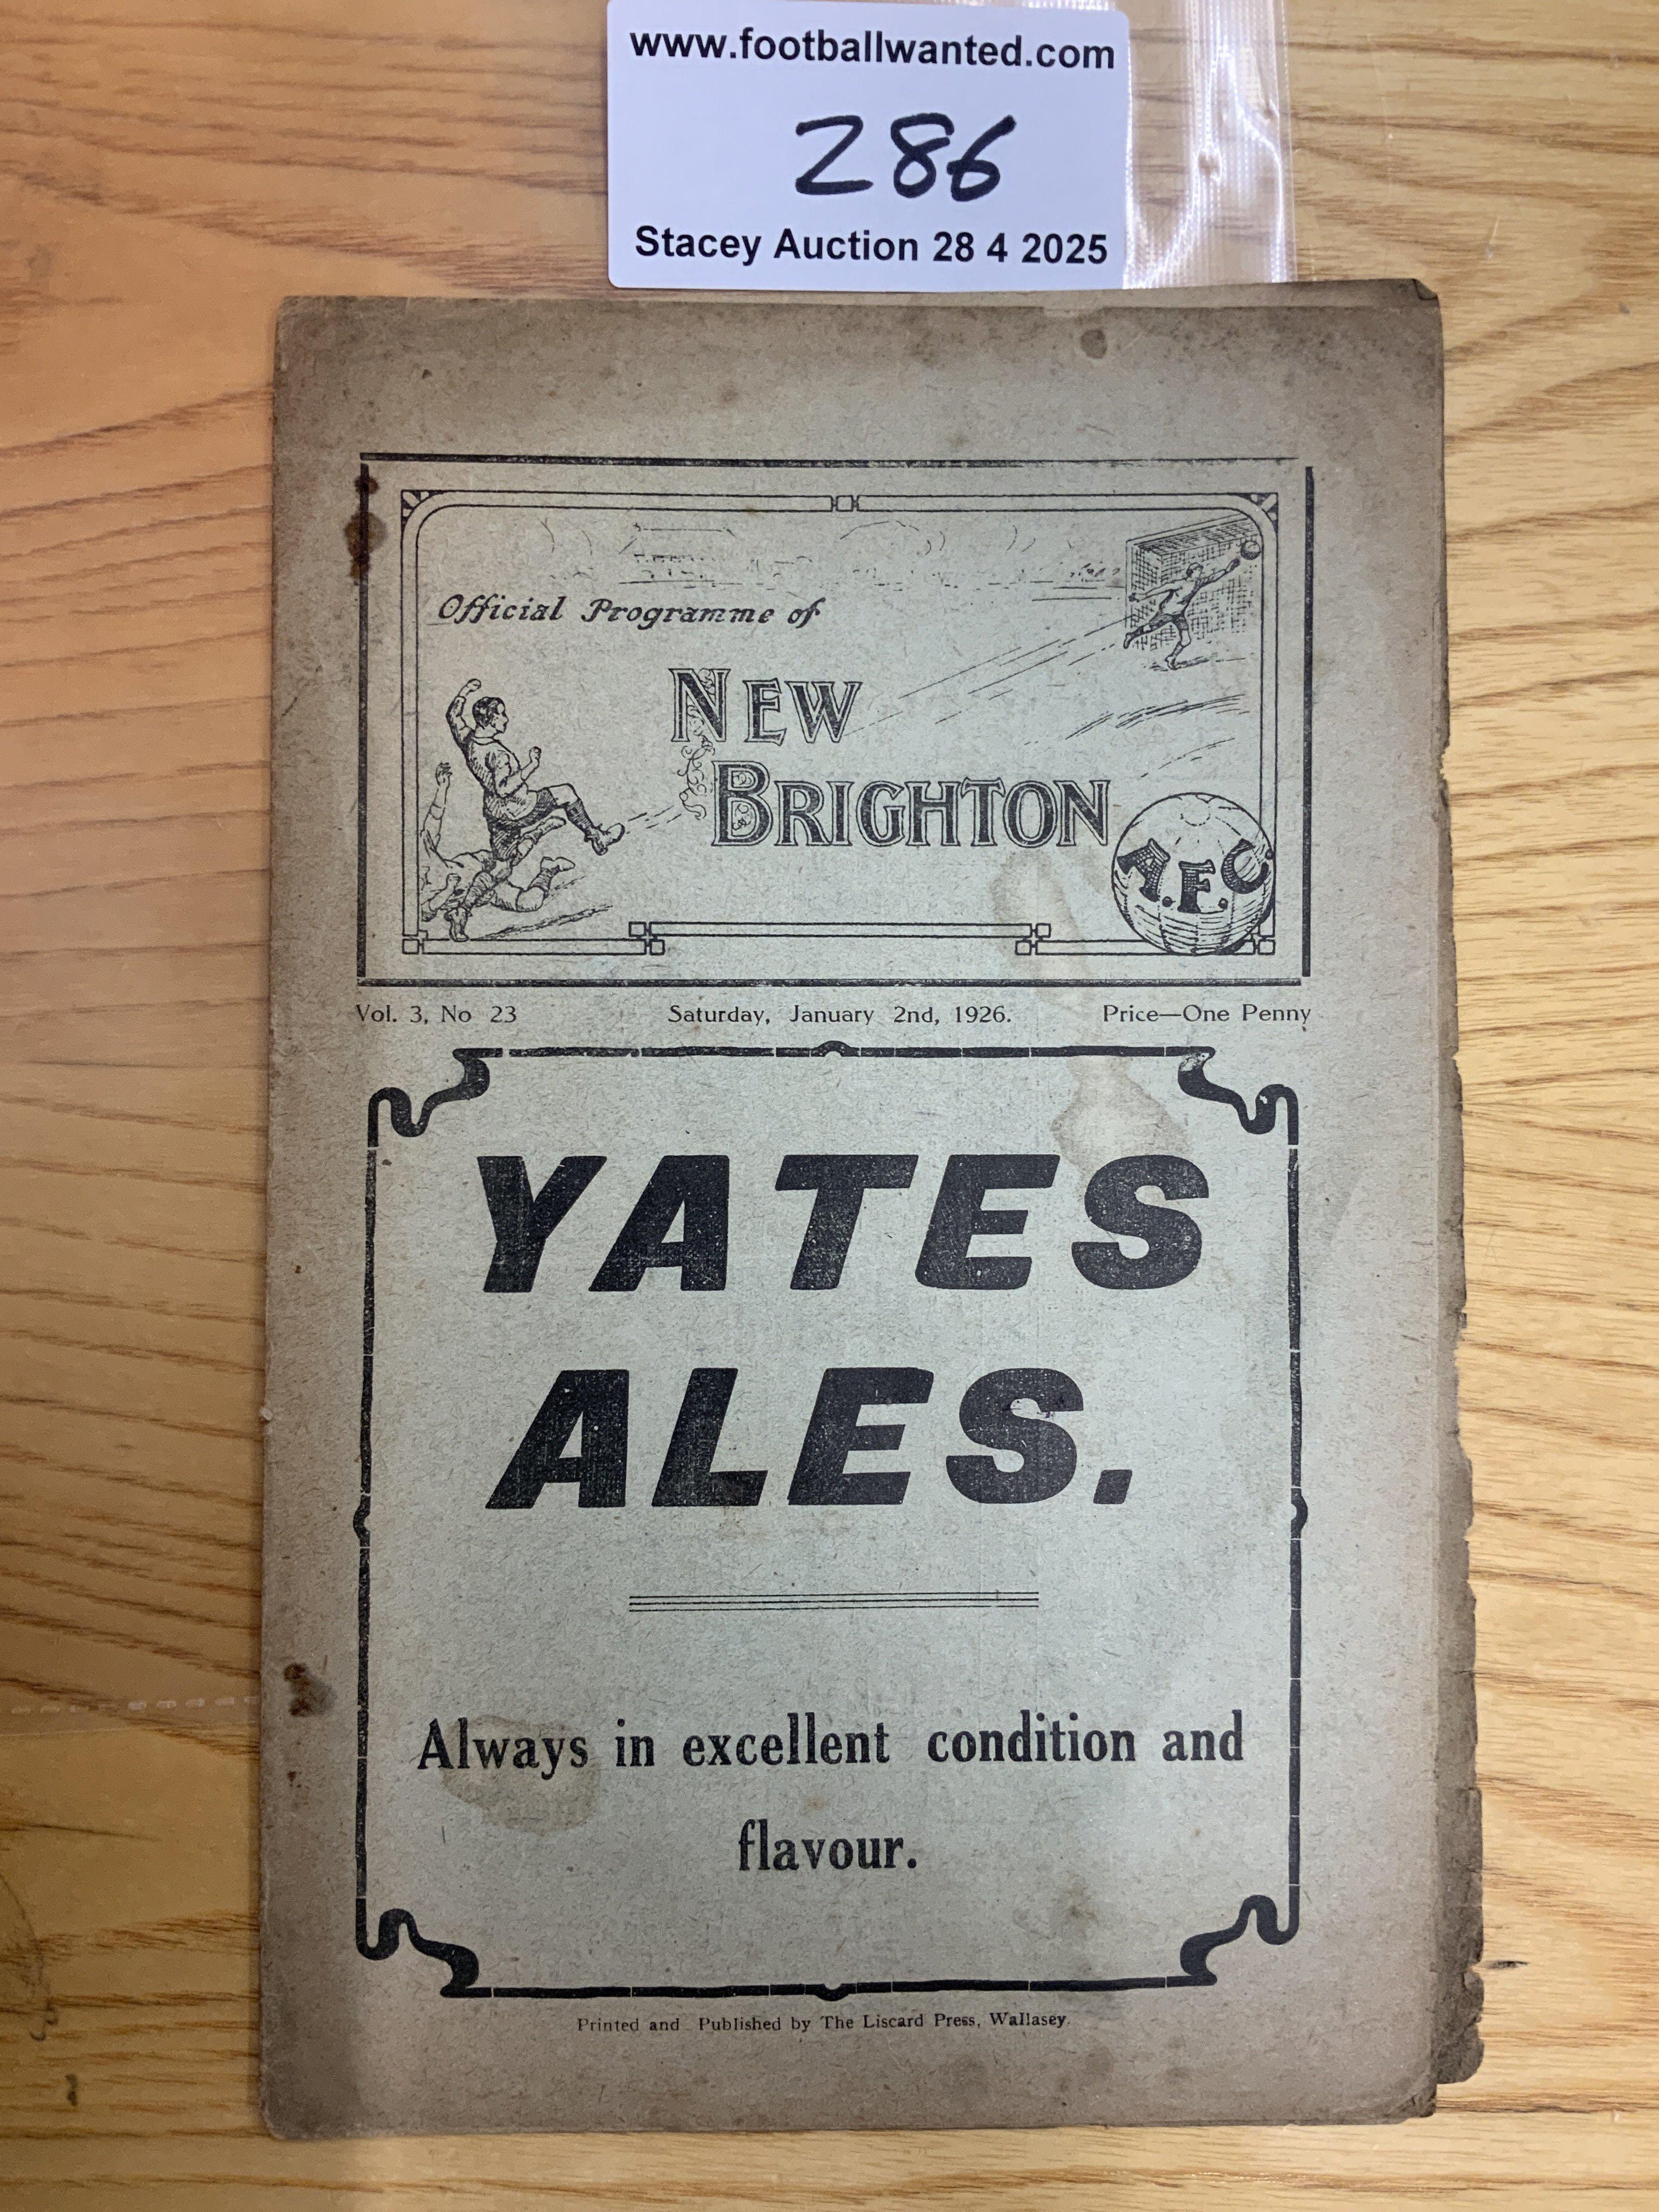 www.footballwanted.com
286
Stacey Auction 28 4 2025
Official Programme of
NEW
BRIGHTON
A.F.C.
Vol. 3, No 23 Saturday, January 2nd, 1926. Price—One Penny
YATES
ALES.
Always in excellent condition and
flavour.
Printed and Published by The Liscard Press, Wallasey.